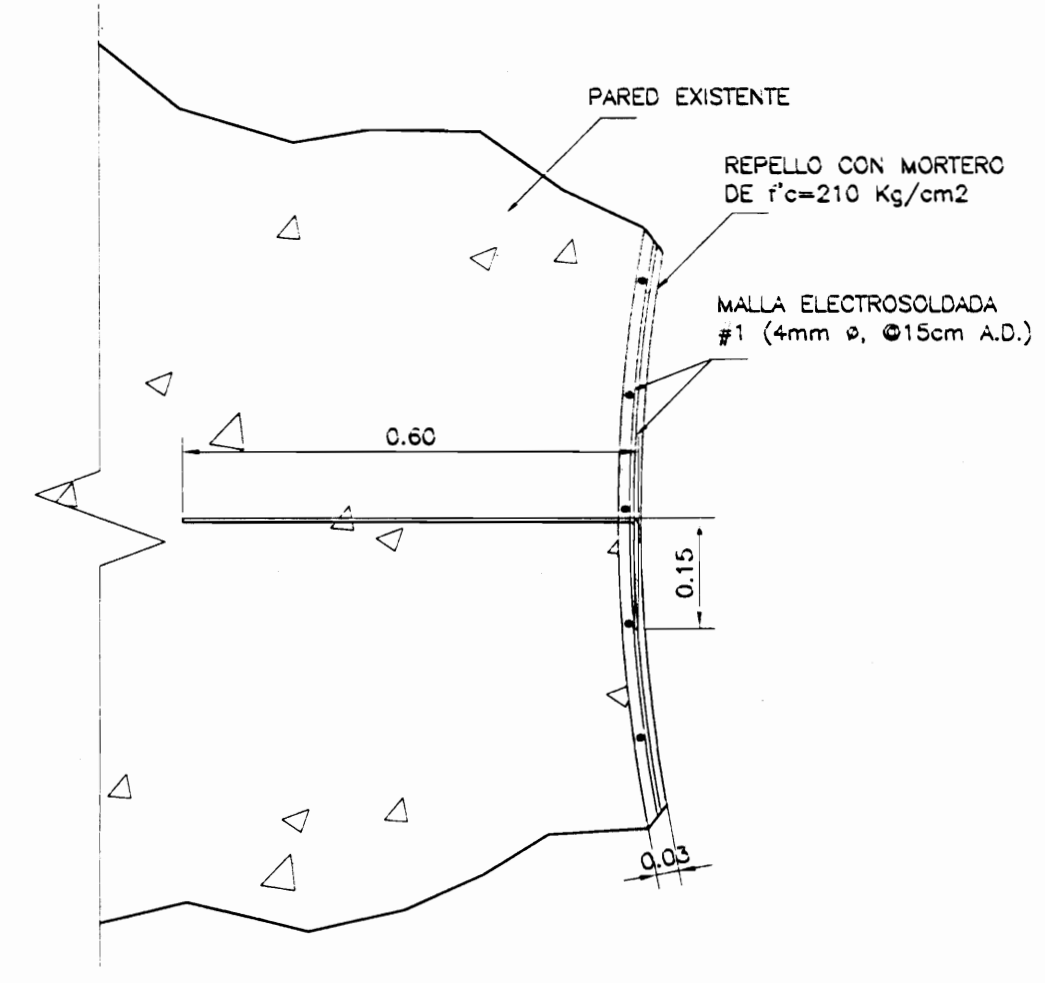 PARED EXISTENTE
REPELLO CON MORTERO
DE f'c=210 Kg/cm2
MALLA ELECTROSOLDADA
#1 (4mm ø, @15cm A.D.)
0.60
0.15
0.03